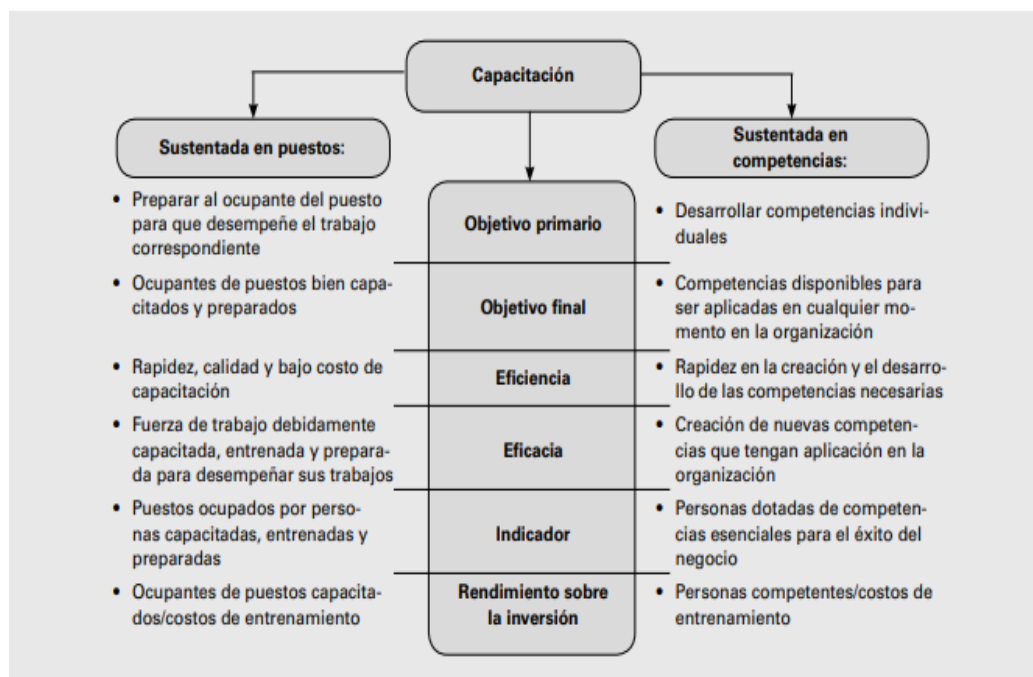 Capacitación
Sustentada en puestos:
Sustentada en
competencias:
• Preparar al ocupante del puesto
para que desempeñe el trabajo
correspondiente
Objetivo primario
• Desarrollar competencias indivi-
duales
• Ocupantes de puestos bien capa-
citados y preparados
Objetivo final
• Competencias disponibles para
ser aplicadas en cualquier mo-
mento en la organización
• Rapidez, calidad y bajo costo de
capacitación
Eficiencia
• Rapidez en la creación y el desarro-
llo de las competencias necesarias
• Fuerza de trabajo debidamente
capacitada, entrenada y prepara-
da para desempeñar sus trabajos
Eficacia
• Creación de nuevas competen-
cias que tengan aplicación en la
organización
• Puestos ocupados por perso-
nas capacitadas, entrenadas y
preparadas
Indicador
• Personas dotadas de competen-
cias esenciales para el éxito del
negocio
• Ocupantes de puestos capacita-
dos/costos de entrenamiento
Rendimiento sobre
la inversión
• Personas competentes/costos de
entrenamiento